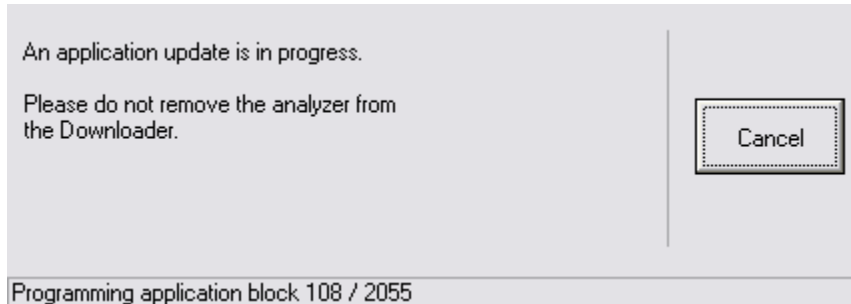 An application update is in progress.
Please do not remove the analyzer from
the Downloader.
Cancel
Programming application block 108 / 2055